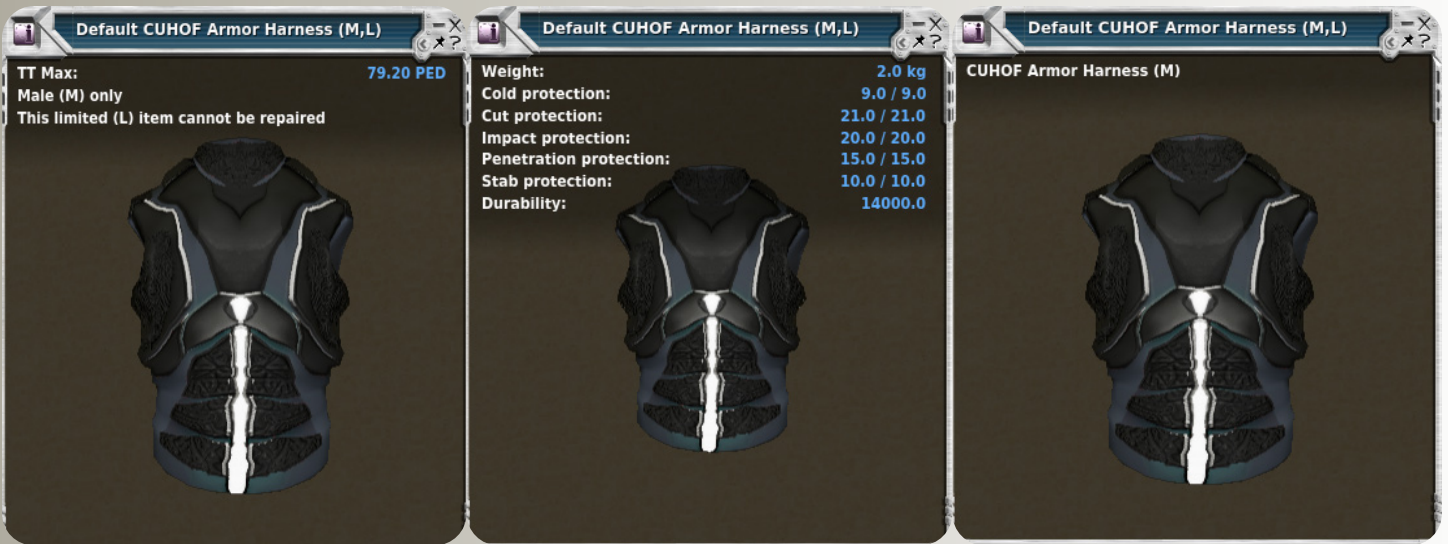 Default CUHOF Armor Harness (M,L)
TT Max: 79.20 PED
Male (M) only
This limited (L) item cannot be repaired
Default CUHOF Armor Harness (M,L)
Weight: 2.0 kg
Cold protection: 9.0 / 9.0
Cut protection: 21.0 / 21.0
Impact protection: 20.0 / 20.0
Penetration protection: 15.0 / 15.0
Stab protection: 10.0 / 10.0
Durability: 14000.0
Default CUHOF Armor Harness (M,L)
CUHOF Armor Harness (M)